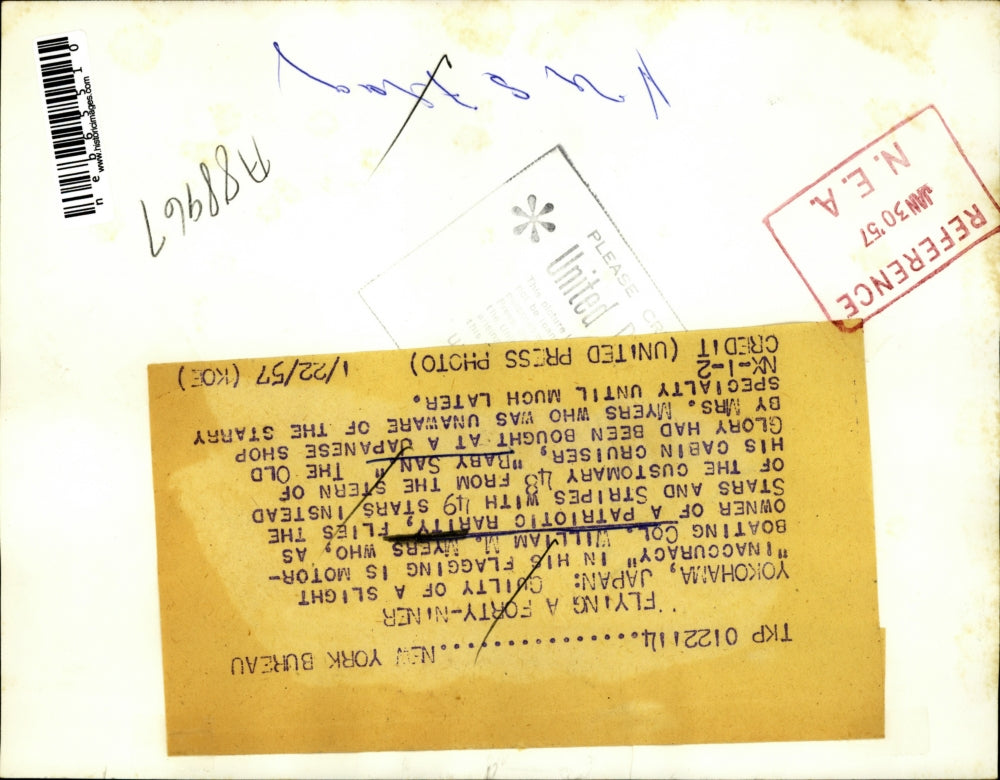 TKP 0122114....................NEW YORK BUREAU
"FLYING A FORTY-NINER
YOKOHAMA, JAPAN: GUILTY OF A SLIGHT
"INACCURACY" IN HIS FLAGGING IS MOTOR-
BOATING COL. WILLIAM M. MYERS WHO, AS
OWNER OF A PATRIOTIC RARITY, FLIES THE
STARS AND STRIPES WITH 49 STARS INSTEAD
OF THE CUSTOMARY 48 FROM THE STERN OF
HIS CABIN CRUISER, "BABY SAN." THE OLD
GLORY HAD BEEN BOUGHT AT A JAPANESE SHOP
BY MRS. MYERS WHO WAS UNAWARE OF THE STARRY
SPECIALTY UNTIL MUCH LATER.
NX-1-2
CREDIT (UNITED PRESS PHOTO) 1/22/57 (KOE)
REFERENCE
JAN 30 '57
N. E. A.
PLEASE
United
A88967
U S Flag
www.historicimages.com